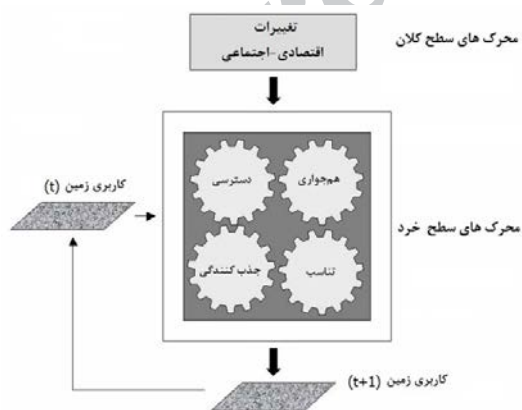 تغییرات
اقتصادی-اجتماعی
محرک های سطح کلان
هم‌جواری
دسترسی
کاربری زمین (t)
محرک های سطح خرد
تناسب
جذب کنندگی
کاربری زمین (t+1)